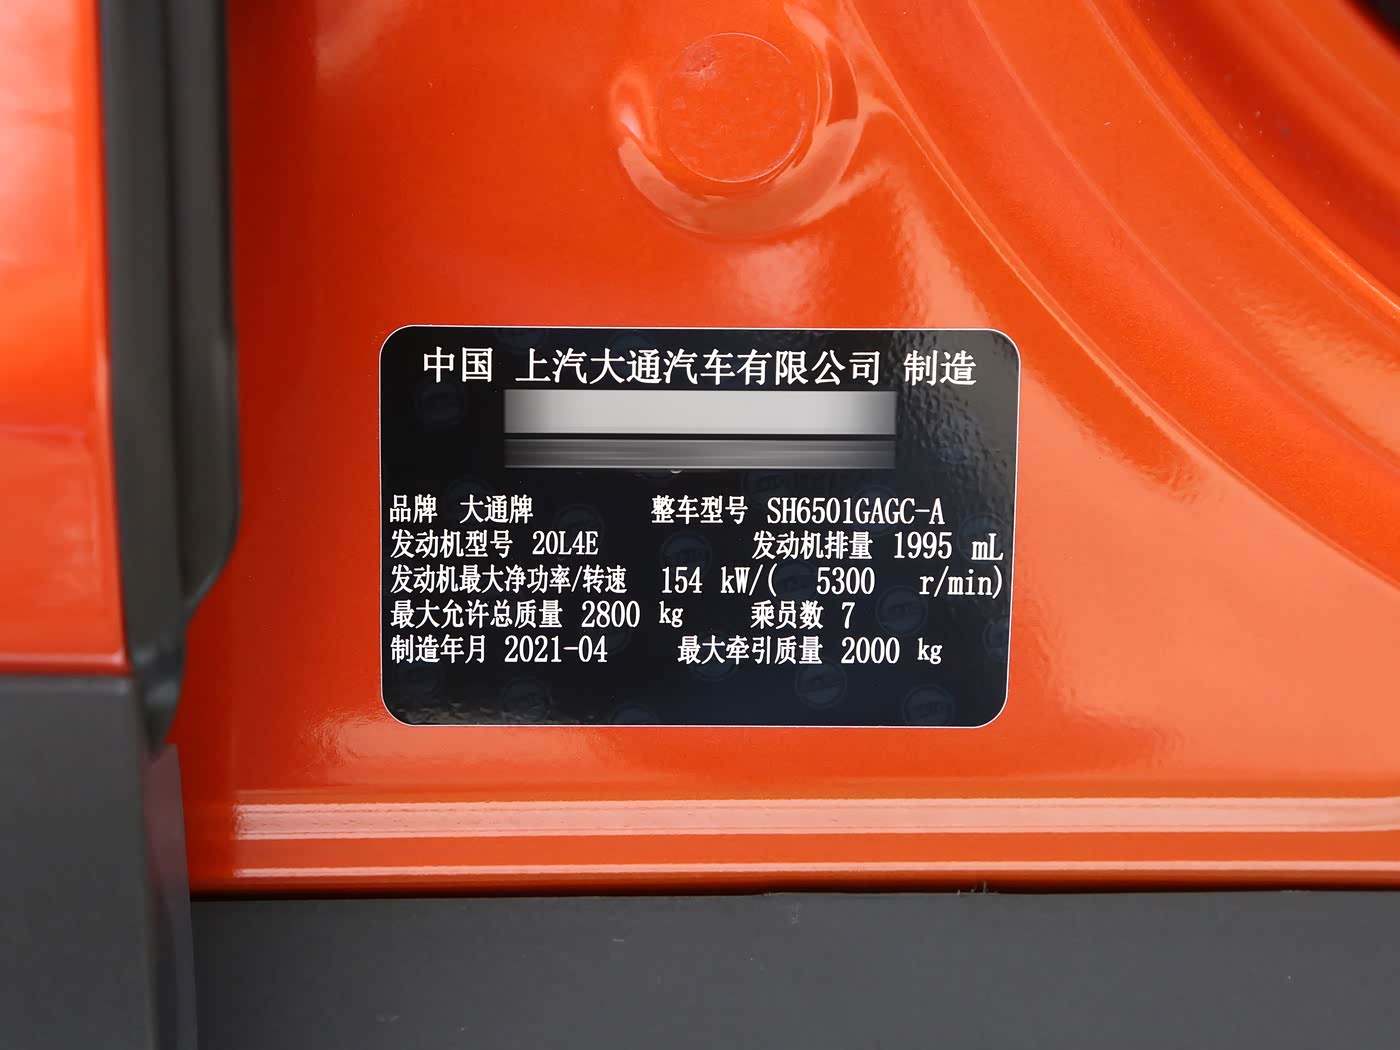 中国 上汽大通汽车有限公司 制造
品牌 大通牌 整车型号 SH6501GAGC-A
发动机型号 20L4E 发动机排量 1995 mL
发动机最大净功率/转速 154 kW/( 5300 r/min)
最大允许总质量 2800 kg 乘员数 7
制造年月 2021-04 最大牵引质量 2000 kg